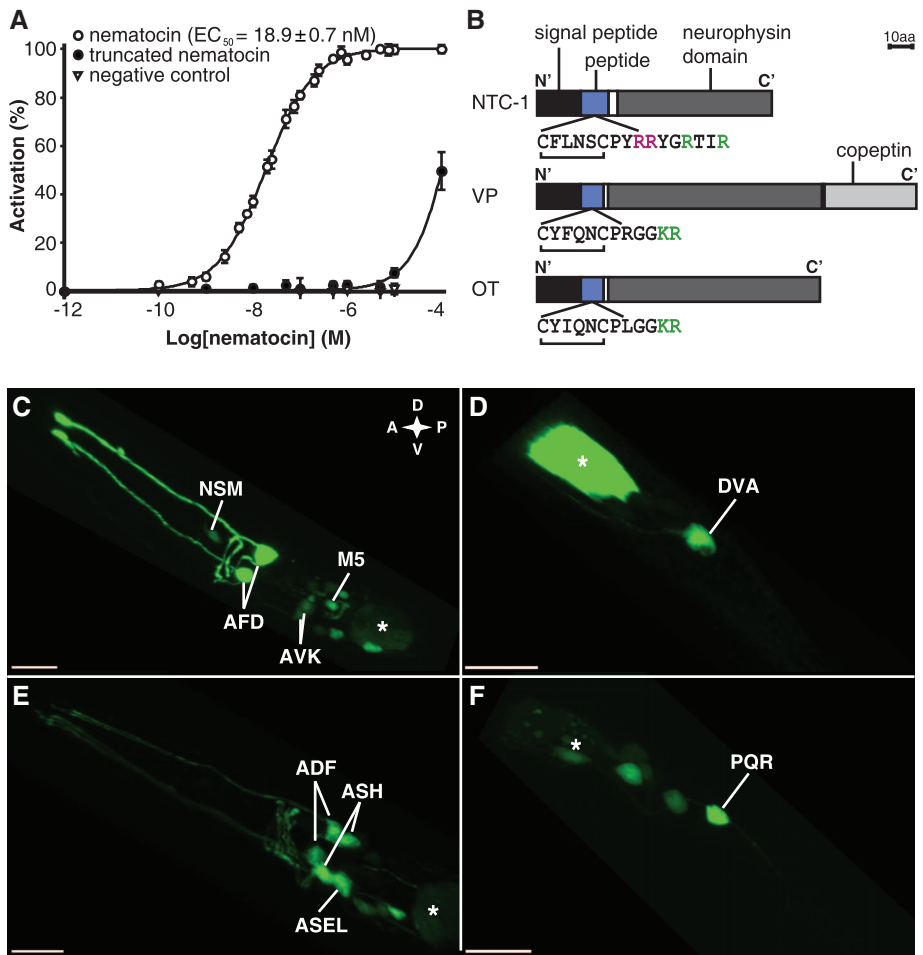 A
nematocin (EC50 = 18.9±0.7 nM)
truncated nematocin
negative control
100
80
60
40
20
0
Activation (%)
-12
-10
-8
-6
-4
Log[nematocin] (M)
B
10aa
signal peptide
peptide
neurophysin
domain
N’
C’
NTC-1
CFLNSCPYRRYGRTIR
copeptin
N’
C’
VP
CYFQNCPRGGKR
N’
C’
OT
CYIQNCPLGGKR
C
D
A
P
V
NSM
M5
AFD
AVK
*
D
*
DVA
E
ADF
ASH
ASEL
*
F
*
PQR